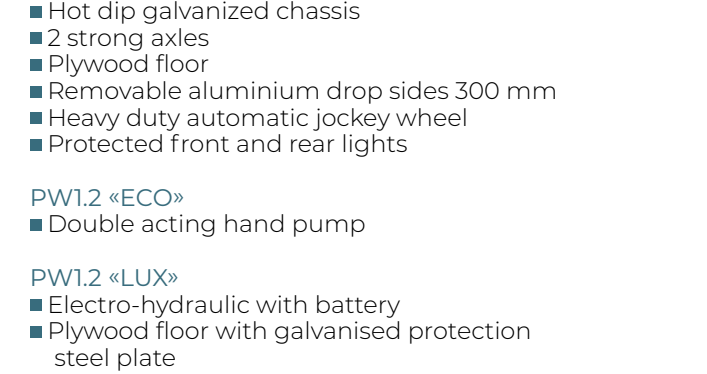 ■ Hot dip galvanized chassis
■ 2 strong axles
■ Plywood floor
■ Removable aluminium drop sides 300 mm
■ Heavy duty automatic jockey wheel
■ Protected front and rear lights
PW1.2 «ECO»
■ Double acting hand pump
PW1.2 «LUX»
■ Electro-hydraulic with battery
■ Plywood floor with galvanised protection
steel plate